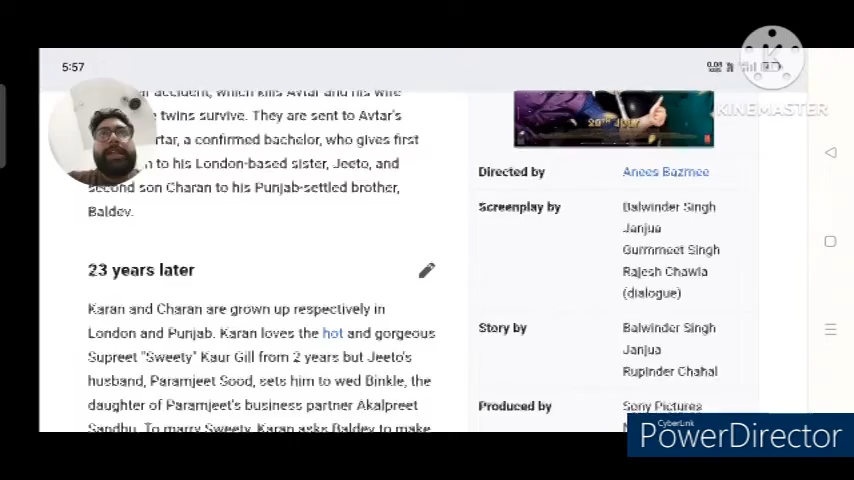 5:57
KINEMASTER
accident, which kills Avtar and his wife
twins survive. They are sent to Avtar's
a confirmed bachelor, who gives first
to his London-based sister, Jeeto, and
second son Charan to his Punjab-settled brother,
Baldev.
23 years later
Karan and Charan are grown up respectively in
London and Punjab. Karan loves the hot and gorgeous
Supreet "Sweety" Kaur Gill from 2 years but Jeeto's
husband, Paramjeet Sood, sets him to wed Binkle, the
daughter of Paramjeet's business partner Akalpreet
Sandhu. To marry Sweety, Karan asks Baldev to make
Directed by
Anees Bazmee
Screenplay by
Balwinder Singh
Janjua
Gurmmeet Singh
Rajesh Chawla
(dialogue)
Story by
Balwinder Singh
Janjua
Rupinder Chahal
Produced by
Sony Pictures
CyberLink
PowerDirector